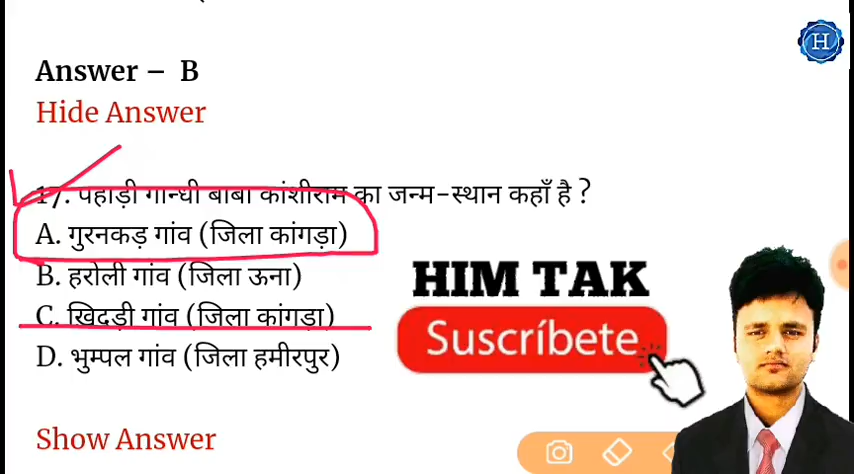 Answer – B
Hide Answer
17. पहाड़ी गान्धी बाबा कांशीराम का जन्म-स्थान कहाँ है ?
A. गुरनकड़ गांव (जिला कांगड़ा)
B. हरोली गांव (जिला ऊना)
C. खिदड़ी गांव (जिला कांगड़ा)
D. भुम्पल गांव (जिला हमीरपुर)
Show Answer
H
HIM TAK
Suscríbete